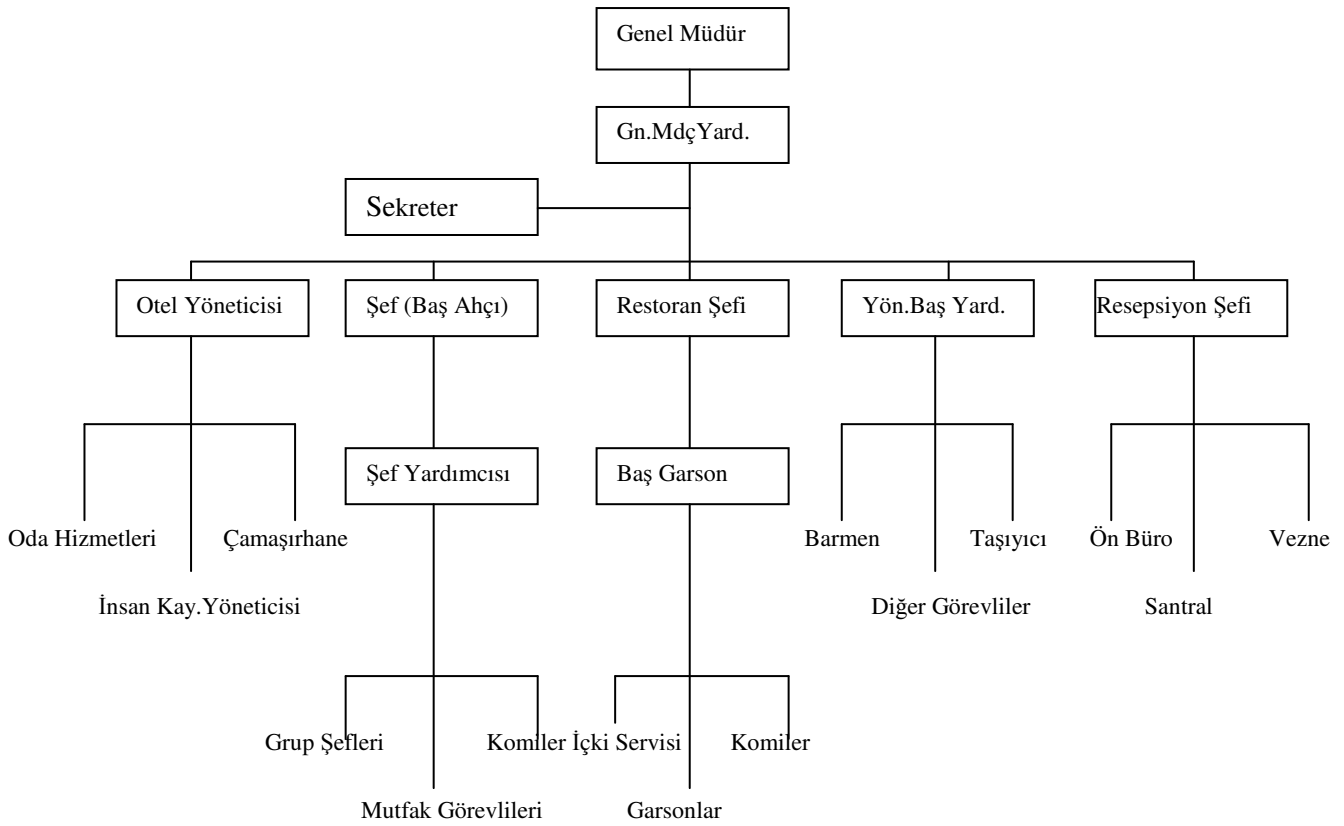 Genel Müdür
Gn.MdçYard.
Sekreter
Otel Yöneticisi
Şef (Baş Ahçı)
Restoran Şefi
Yön.Baş Yard.
Resepsiyon Şefi
Şef Yardımcısı
Baş Garson
Oda Hizmetleri
Çamaşırhane
Barmen
Taşıyıcı
Ön Büro
Vezne
İnsan Kay.Yöneticisi
Diğer Görevliler
Santral
Grup Şefleri
Komiler
İçki Servisi
Komiler
Mutfak Görevlileri
Garsonlar